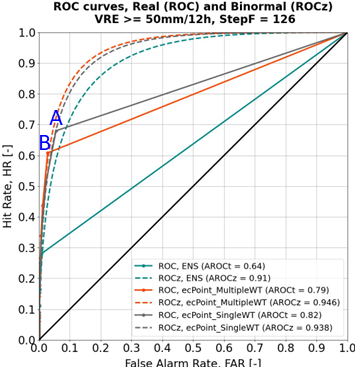 ROC curves, Real (ROC) and Binormal (ROCz)
VRE >= 50mm/12h, StepF = 126
1.0
0.9
0.8
0.7
0.6
0.5
0.4
0.3
0.2
0.1
0.0
Hit Rate, HR [-]
A
B
ROC, ENS (AROCt = 0.64)
ROCz, ENS (AROCz = 0.91)
ROC, ecPoint_MultipleWT (AROCt = 0.79)
ROCz, ecPoint_MultipleWT (AROCz = 0.946)
ROC, ecPoint_SingleWT (AROCt = 0.82)
ROCz, ecPoint_SingleWT (AROCz = 0.938)
0.0 0.1 0.2 0.3 0.4 0.5 0.6 0.7 0.8 0.9 1.0
False Alarm Rate, FAR [-]